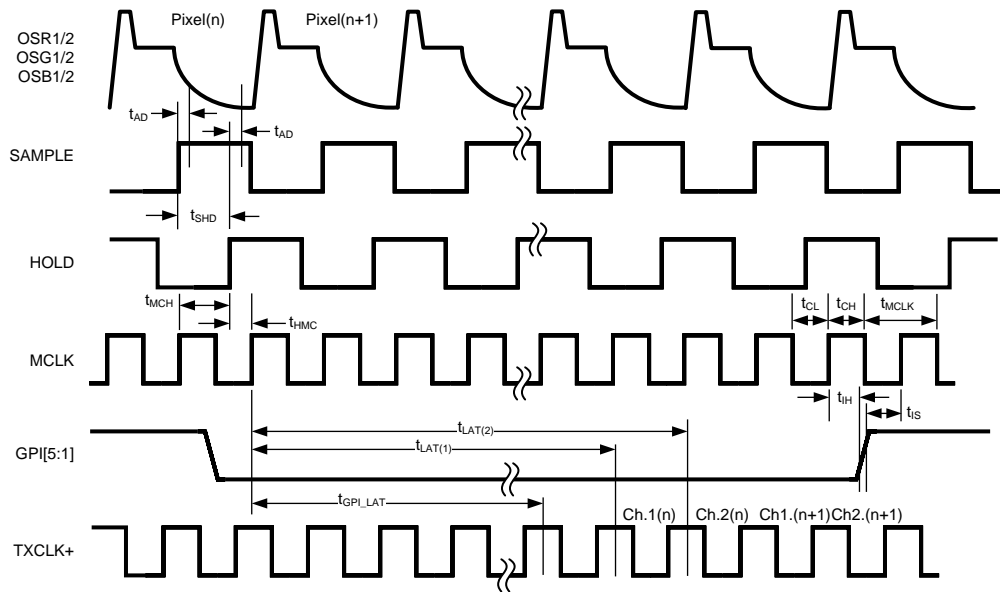 Pixel(n) Pixel(n+1)
OSR1/2
OSG1/2
OSB1/2
tAD
tAD
SAMPLE
tSHD
HOLD
tMCH
tHMC
tCL tCH tMCLK
MCLK
tIH
tIS
tLAT(2)
GPI[5:1]
tLAT(1)
tGPI_LAT
Ch.1(n) Ch.2(n) Ch1.(n+1) Ch2.(n+1)
TXCLK+